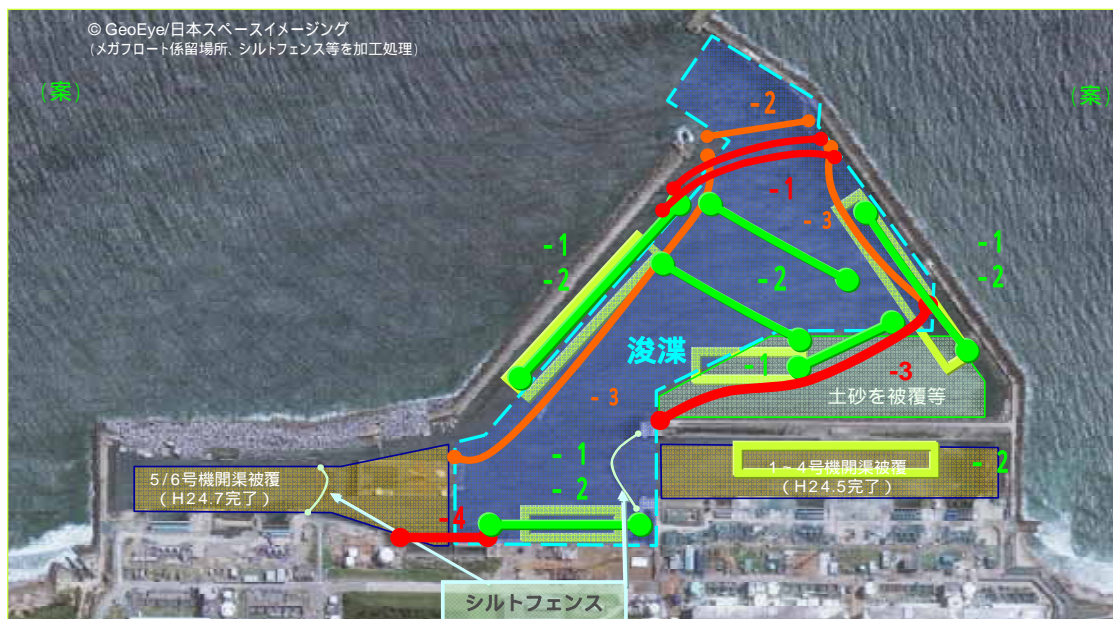 © GeoEye/日本スペースイメージング
(メガフロート係留場所、シルトフェンス等を加工処理)
(案)
(案)
-2
-1
-3
-1
-2
-1
-2
-2
浚渫
-1
-3
-3
土砂を被覆等
-1
-2
5/6号機開渠被覆
(H24.7完了)
1~4号機開渠被覆
(H24.5完了)
-2
-4
シルトフェンス